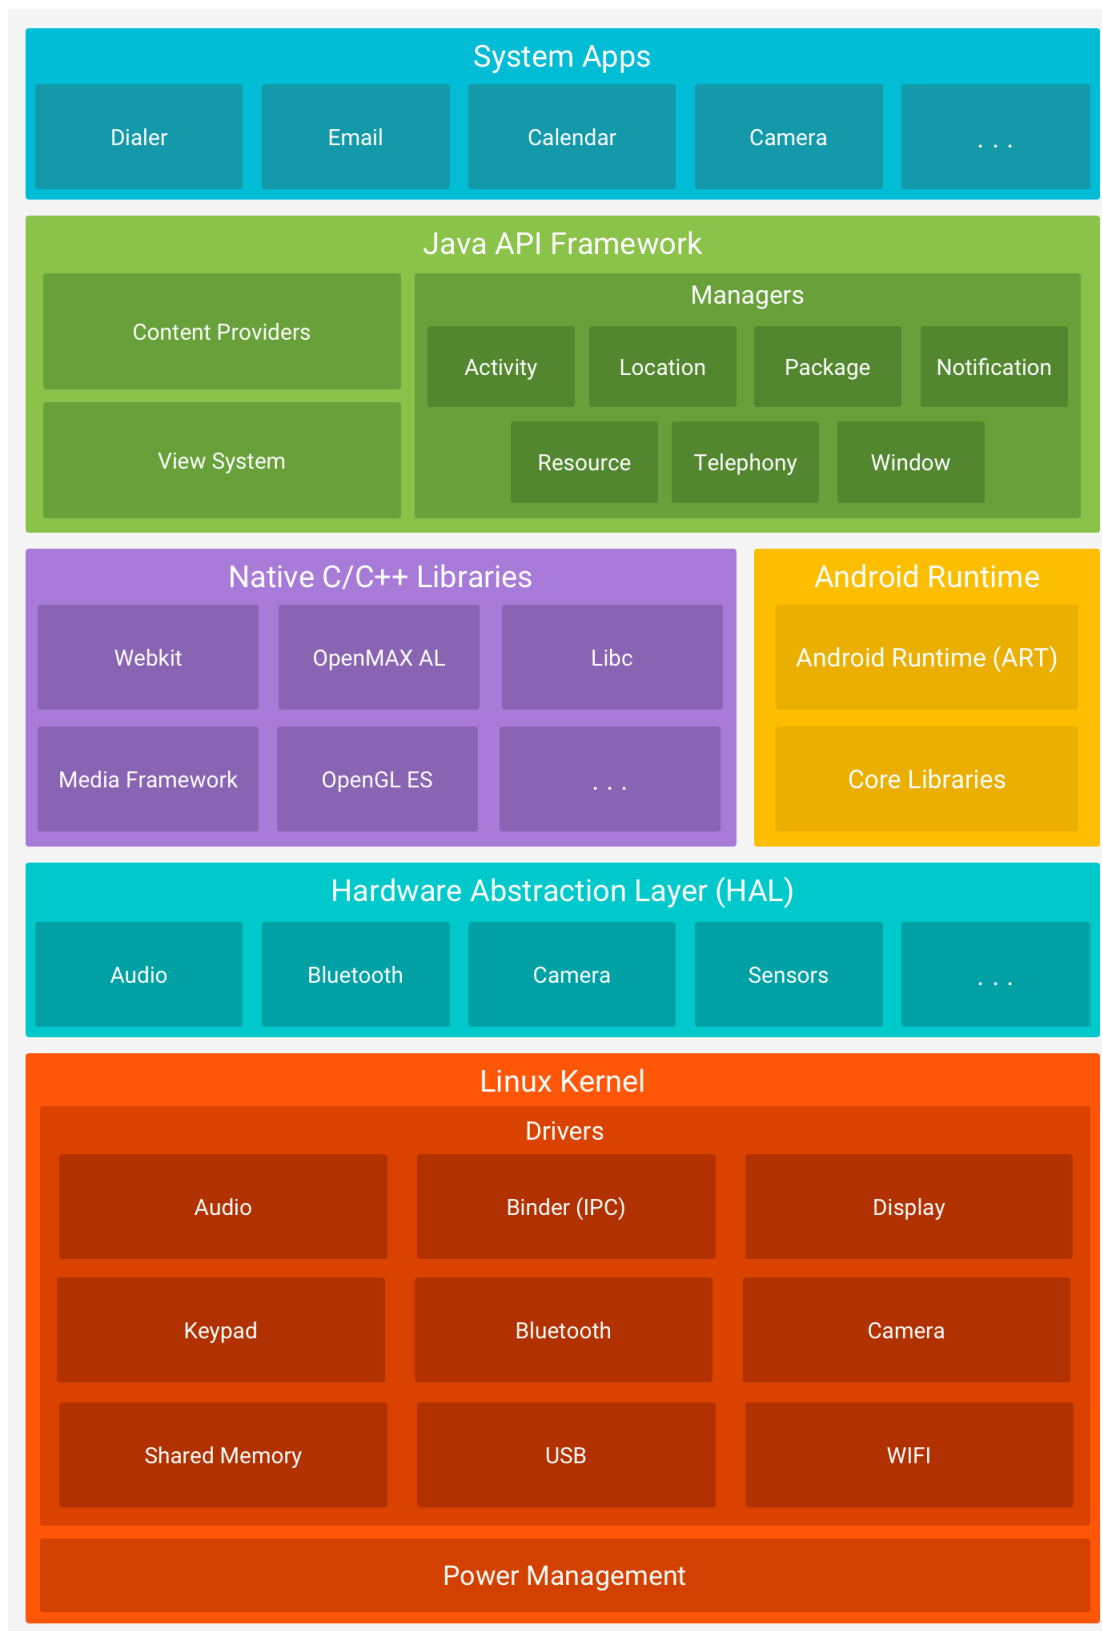 System Apps
Dialer
Email
Calendar
Camera
. . .
Java API Framework
Content Providers
View System
Managers
Activity
Location
Package
Notification
Resource
Telephony
Window
Native C/C++ Libraries
Webkit
OpenMAX AL
Libc
Media Framework
OpenGL ES
. . .
Android Runtime
Android Runtime (ART)
Core Libraries
Hardware Abstraction Layer (HAL)
Audio
Bluetooth
Camera
Sensors
. . .
Linux Kernel
Drivers
Audio
Binder (IPC)
Display
Keypad
Bluetooth
Camera
Shared Memory
USB
WIFI
Power Management